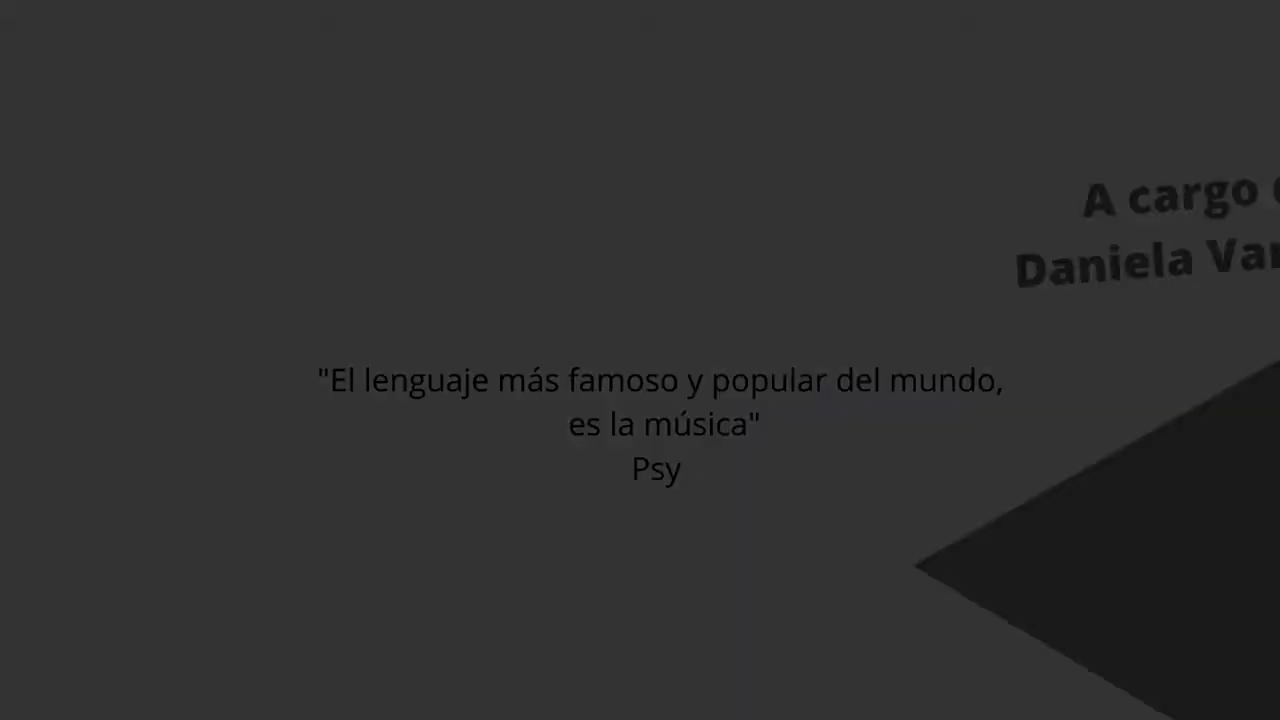 A cargo
Daniela
"El lenguaje más famoso y popular del mundo,
es la música"
Psy